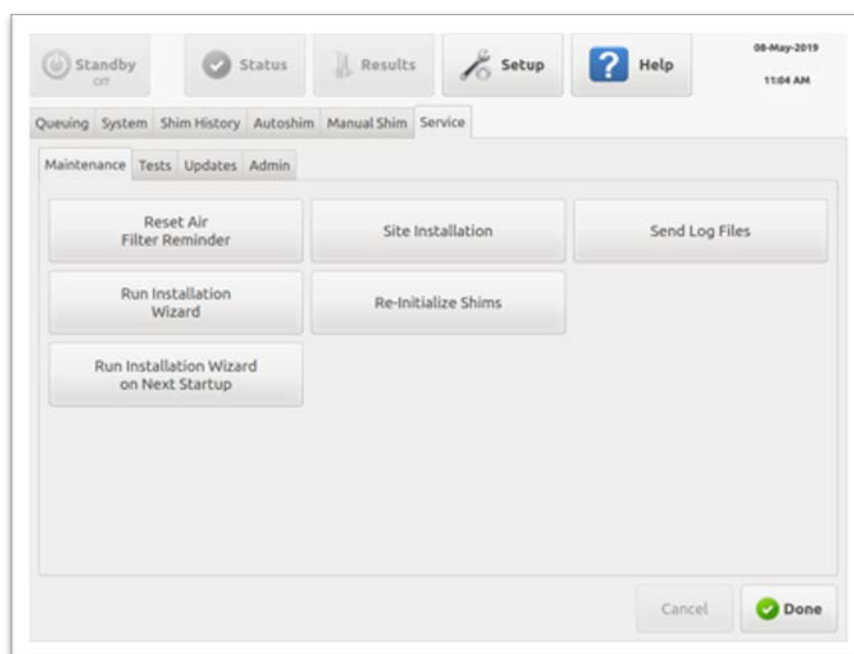 Standby
Off
Status
Results
Setup
Help
08-May-2019
11:04 AM
Queuing System Shim History Autoshim Manual Shim Service
Maintenance Tests Updates Admin
Reset Air
Filter Reminder
Site Installation
Send Log Files
Run Installation
Wizard
Re-Initialize Shims
Run Installation Wizard
on Next Startup
Cancel
Done